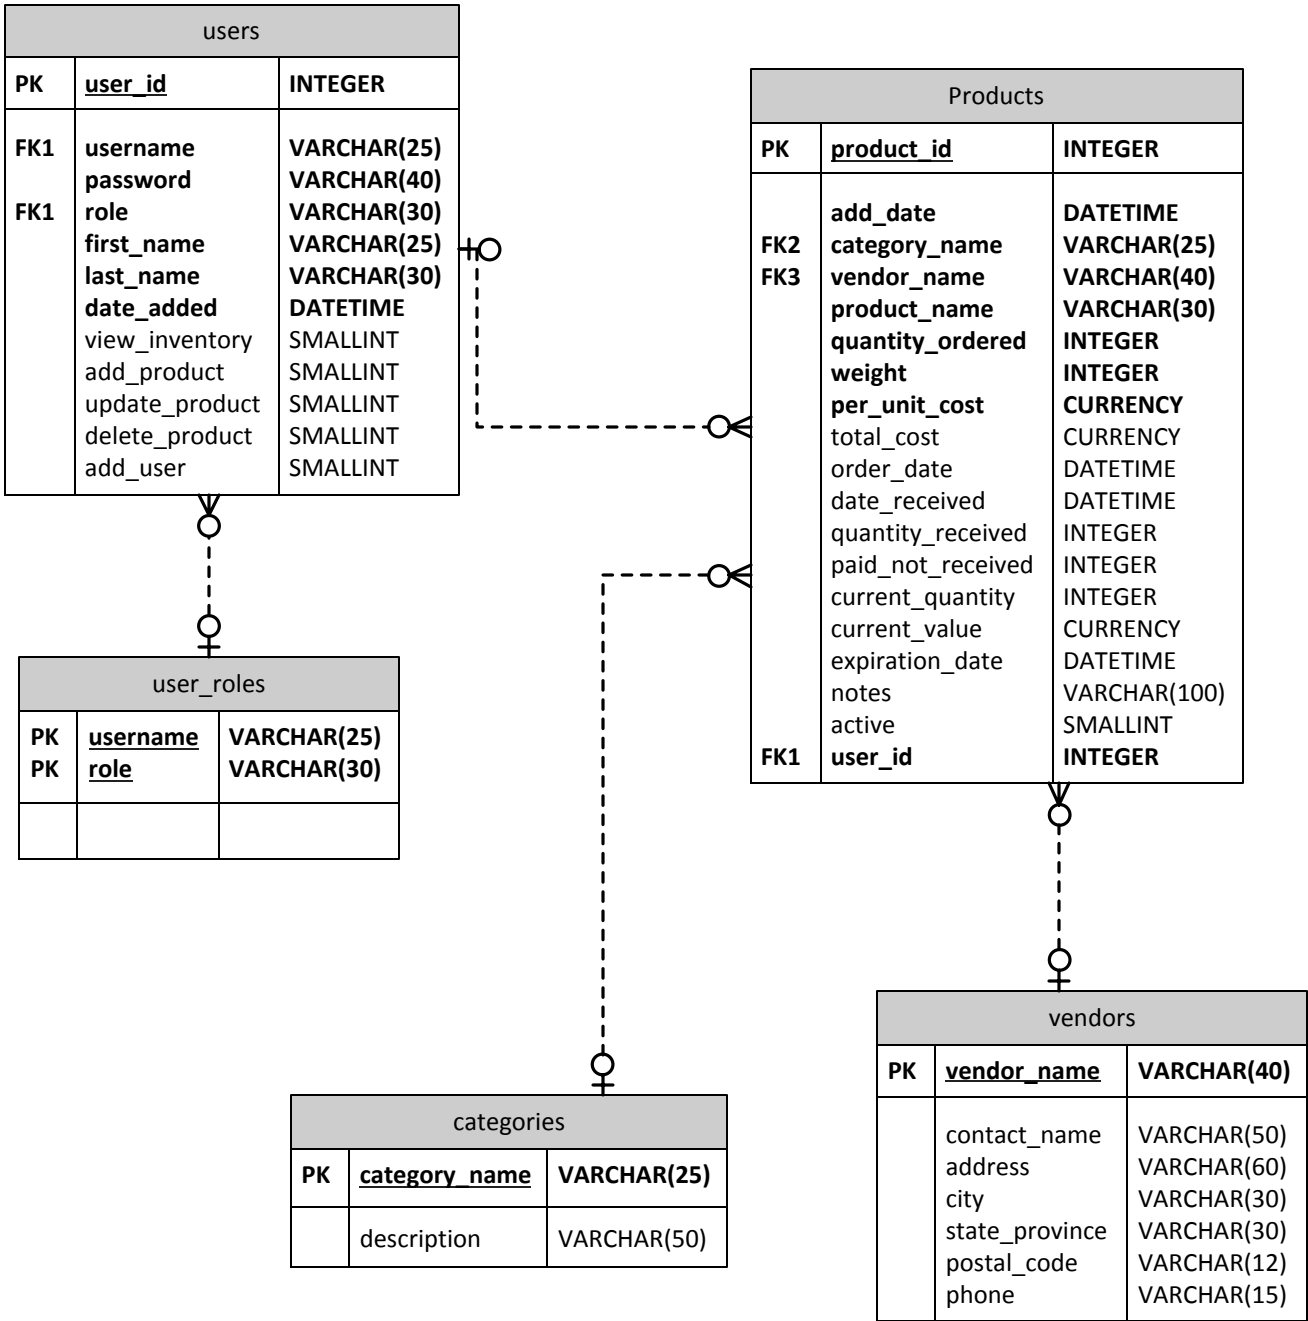 users
PK user_id INTEGER
FK1 username VARCHAR(25)
password VARCHAR(40)
FK1 role VARCHAR(30)
first_name VARCHAR(25)
last_name VARCHAR(30)
date_added DATETIME
view_inventory SMALLINT
add_product SMALLINT
update_product SMALLINT
delete_product SMALLINT
add_user SMALLINT
Products
PK product_id INTEGER
add_date DATETIME
FK2 category_name VARCHAR(25)
FK3 vendor_name VARCHAR(40)
product_name VARCHAR(30)
quantity_ordered INTEGER
weight INTEGER
per_unit_cost CURRENCY
total_cost CURRENCY
order_date DATETIME
date_received DATETIME
quantity_received INTEGER
paid_not_received INTEGER
current_quantity INTEGER
current_value CURRENCY
expiration_date DATETIME
notes VARCHAR(100)
active SMALLINT
FK1 user_id INTEGER
user_roles
PK username VARCHAR(25)
PK role VARCHAR(30)
categories
PK category_name VARCHAR(25)
description VARCHAR(50)
vendors
PK vendor_name VARCHAR(40)
contact_name VARCHAR(50)
address VARCHAR(60)
city VARCHAR(30)
state_province VARCHAR(30)
postal_code VARCHAR(12)
phone VARCHAR(15)